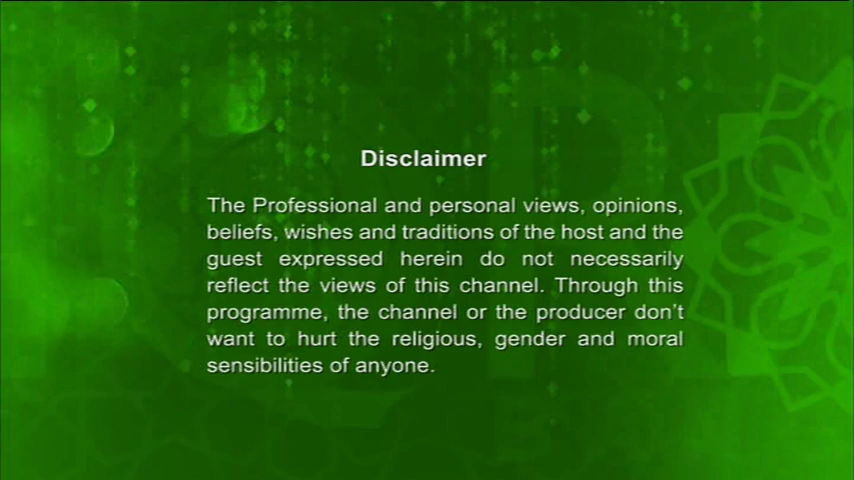 Disclaimer
The Professional and personal views, opinions,
beliefs, wishes and traditions of the host and the
guest expressed herein do not necessarily
reflect the views of this channel. Through this
programme, the channel or the producer don't
want to hurt the religious, gender and moral
sensibilities of anyone.